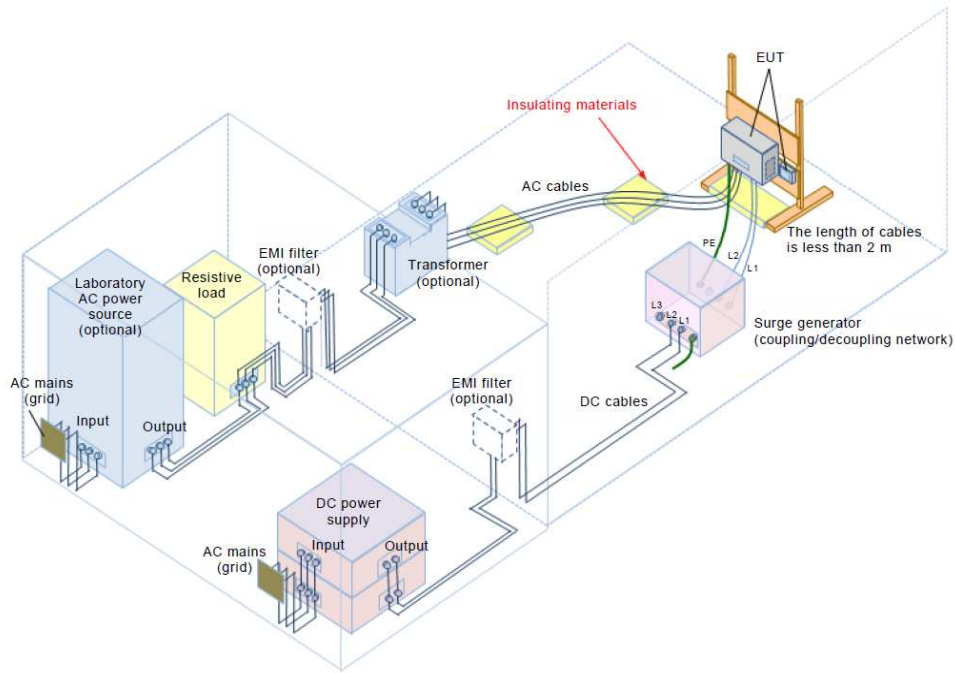 EUT
Insulating materials
AC cables
The length of cables
is less than 2 m
PE
L2
L1
EMI filter
(optional)
Transformer
(optional)
Resistive
load
Laboratory
AC power
source
(optional)
L3
L2
L1
Surge generator
(coupling/decoupling network)
AC mains
(grid)
Input
Output
EMI filter
(optional)
DC cables
DC power
supply
Input
Output
AC mains
(grid)